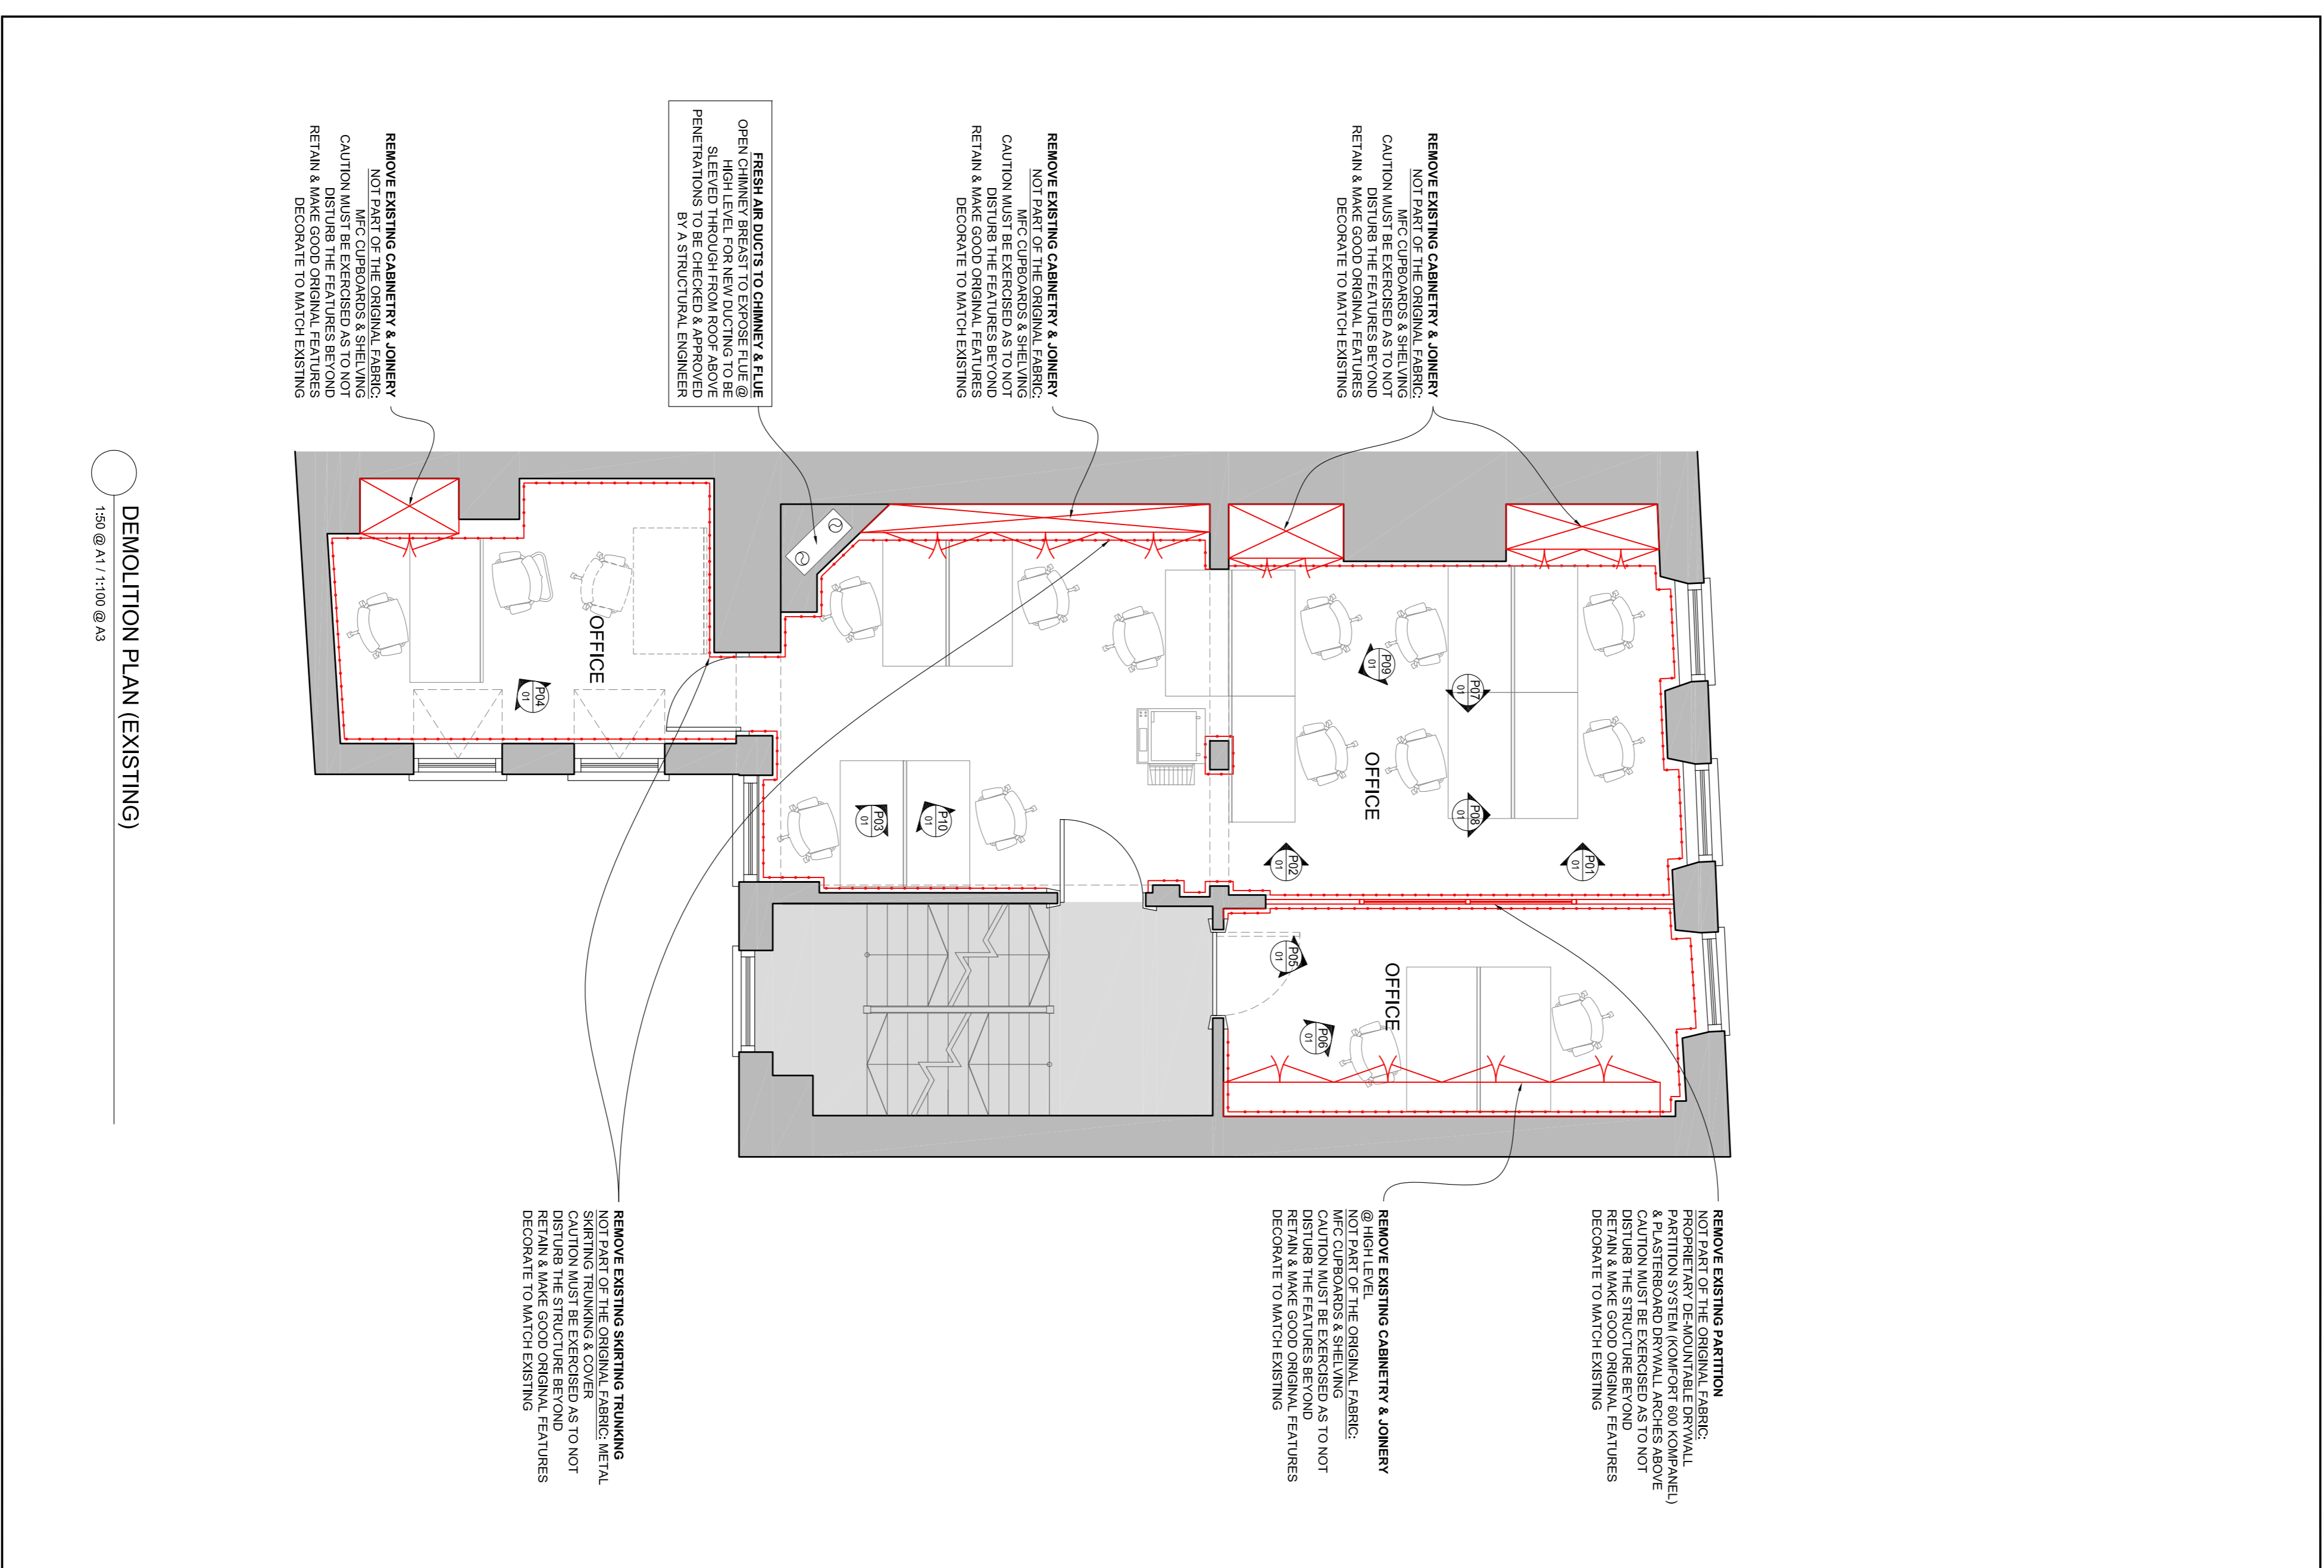 REMOVE EXISTING CABINETRY & JOINERY
NOT PART OF THE ORIGINAL FABRIC:
MFC CUPBOARDS & SHELVING
CAUTION MUST BE EXERCISED AS TO NOT
DISTURB THE FEATURES BEYOND
RETAIN & MAKE GOOD ORIGINAL FEATURES
DECORATE TO MATCH EXISTING
REMOVE EXISTING CABINETRY & JOINERY
NOT PART OF THE ORIGINAL FABRIC:
MFC CUPBOARDS & SHELVING
CAUTION MUST BE EXERCISED AS TO NOT
DISTURB THE FEATURES BEYOND
RETAIN & MAKE GOOD ORIGINAL FEATURES
DECORATE TO MATCH EXISTING
FRESH AIR DUCTS TO CHIMNEY & FLUE
OPEN CHIMNEY BREAST TO EXPOSE FLUE @
HIGH LEVEL FOR NEW DUCTING TO BE
SLEEVED THROUGH FROM ROOF ABOVE
PENETRATIONS TO BE CHECKED & APPROVED
BY A STRUCTURAL ENGINEER
REMOVE EXISTING CABINETRY & JOINERY
NOT PART OF THE ORIGINAL FABRIC:
MFC CUPBOARDS & SHELVING
CAUTION MUST BE EXERCISED AS TO NOT
DISTURB THE FEATURES BEYOND
RETAIN & MAKE GOOD ORIGINAL FEATURES
DECORATE TO MATCH EXISTING
P09
01
P07
01
P08
01
OFFICE
P02
01
P01
01
P05
01
P06
01
OFFICE
P03
01
P10
01
OFFICE
P04
01
REMOVE EXISTING PARTITION
NOT PART OF THE ORIGINAL FABRIC:
PROPRIETARY DE-MOUNTABLE DRYWALL
PARTITION SYSTEM (KOMFORT 600 KOMPANEL)
& PLASTERBOARD DRYWALL ARCHES ABOVE
CAUTION MUST BE EXERCISED AS TO NOT
DISTURB THE STRUCTURE BEYOND
RETAIN & MAKE GOOD ORIGINAL FEATURES
DECORATE TO MATCH EXISTING
REMOVE EXISTING CABINETRY & JOINERY
@ HIGH LEVEL
NOT PART OF THE ORIGINAL FABRIC:
MFC CUPBOARDS & SHELVING
CAUTION MUST BE EXERCISED AS TO NOT
DISTURB THE FEATURES BEYOND
RETAIN & MAKE GOOD ORIGINAL FEATURES
DECORATE TO MATCH EXISTING
REMOVE EXISTING SKIRTING TRUNKING
NOT PART OF THE ORIGINAL FABRIC: METAL
SKIRTING TRUNKING & COVER
CAUTION MUST BE EXERCISED AS TO NOT
DISTURB THE STRUCTURE BEYOND
RETAIN & MAKE GOOD ORIGINAL FEATURES
DECORATE TO MATCH EXISTING
DEMOLITION PLAN (EXISTING)
1:50 @ A1 / 1:100 @ A3